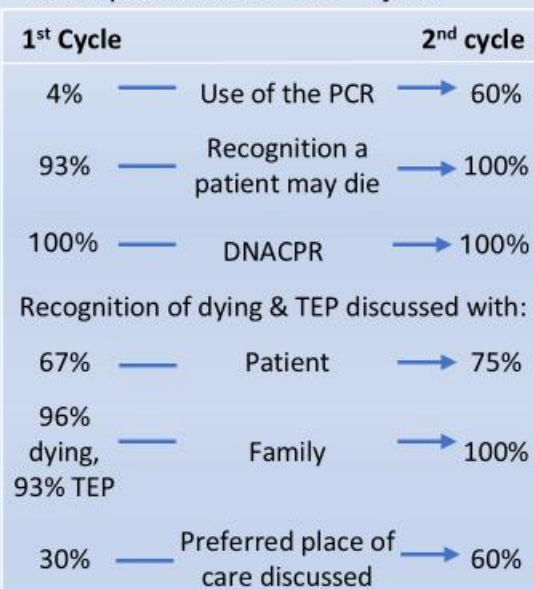 1st Cycle 2nd cycle
4% Use of the PCR 60%
93% Recognition a patient may die 100%
100% DNACPR 100%
Recognition of dying & TEP discussed with:
67% Patient 75%
96%
dying, Family 100%
93% TEP
30% Preferred place of care discussed 60%